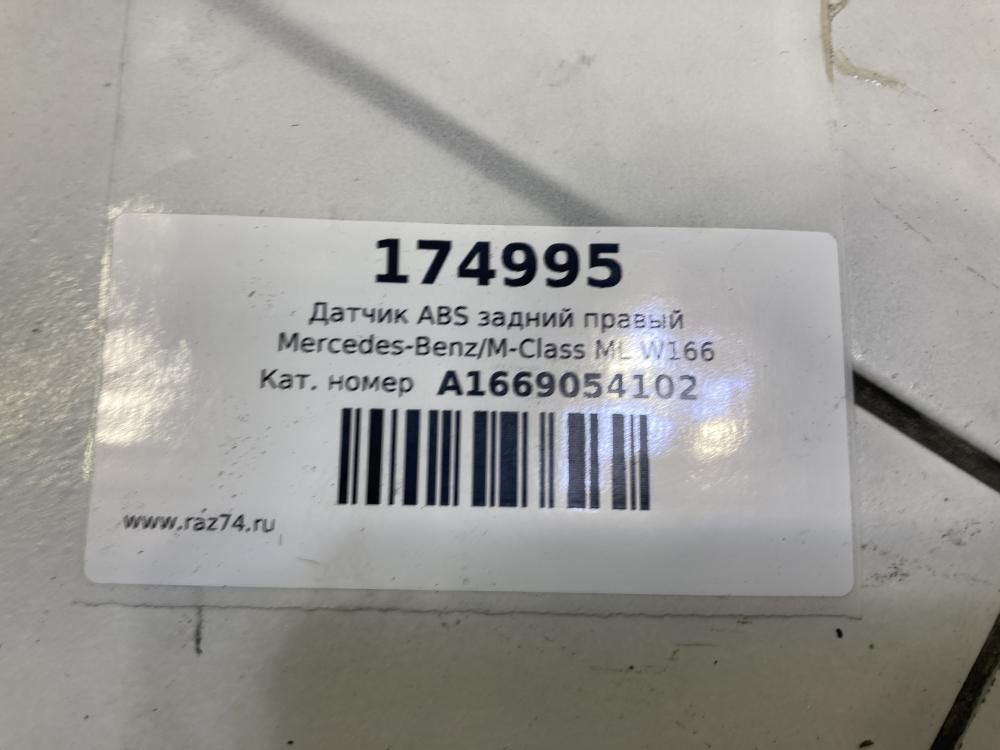 174995
Датчик ABS задний правый
Mercedes-Benz/M-Class ML W166
Кат. номер A1669054102
www.raz74.ru